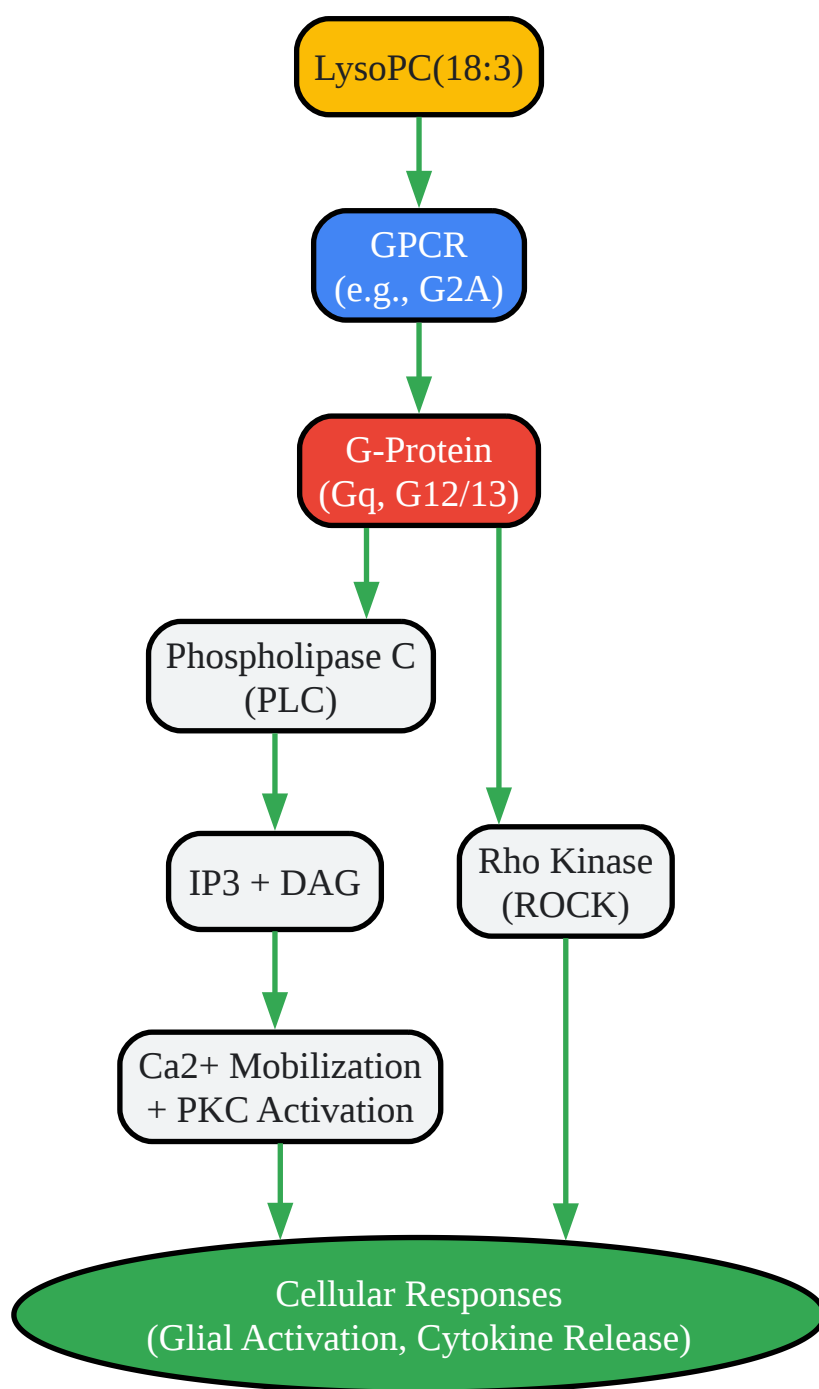 LysoPC(18:3)
GPCR
(e.g., G2A)
G-Protein
(Gq, G12/13)
Phospholipase C
(PLC)
IP3 + DAG
Rho Kinase
(ROCK)
Ca2+ Mobilization
+ PKC Activation
Cellular Responses
(Glial Activation, Cytokine Release)